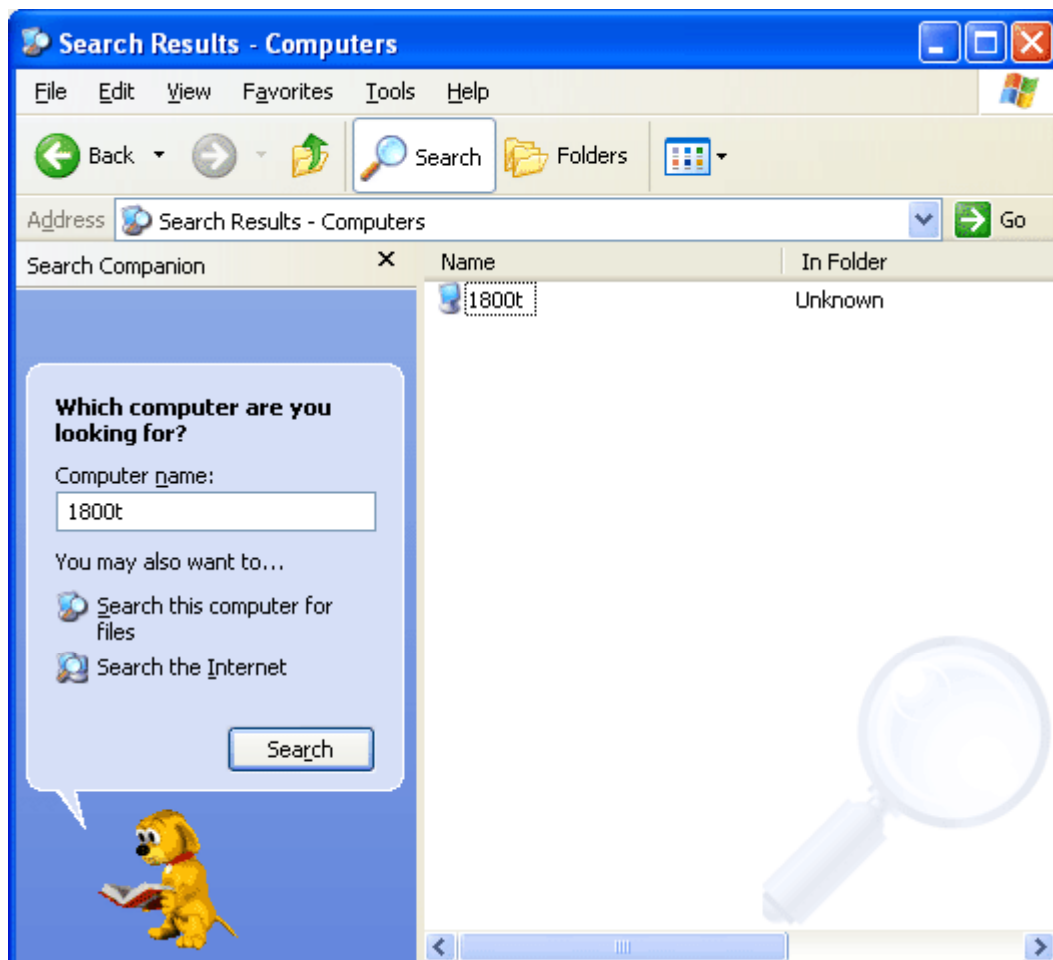 Search Results - Computers
File Edit View Favorites Tools Help
Back Search Folders
Address Search Results - Computers Go
Search Companion
Name In Folder
1800t Unknown
Which computer are you
looking for?
Computer name:
1800t
You may also want to...
Search this computer for
files
Search the Internet
Search